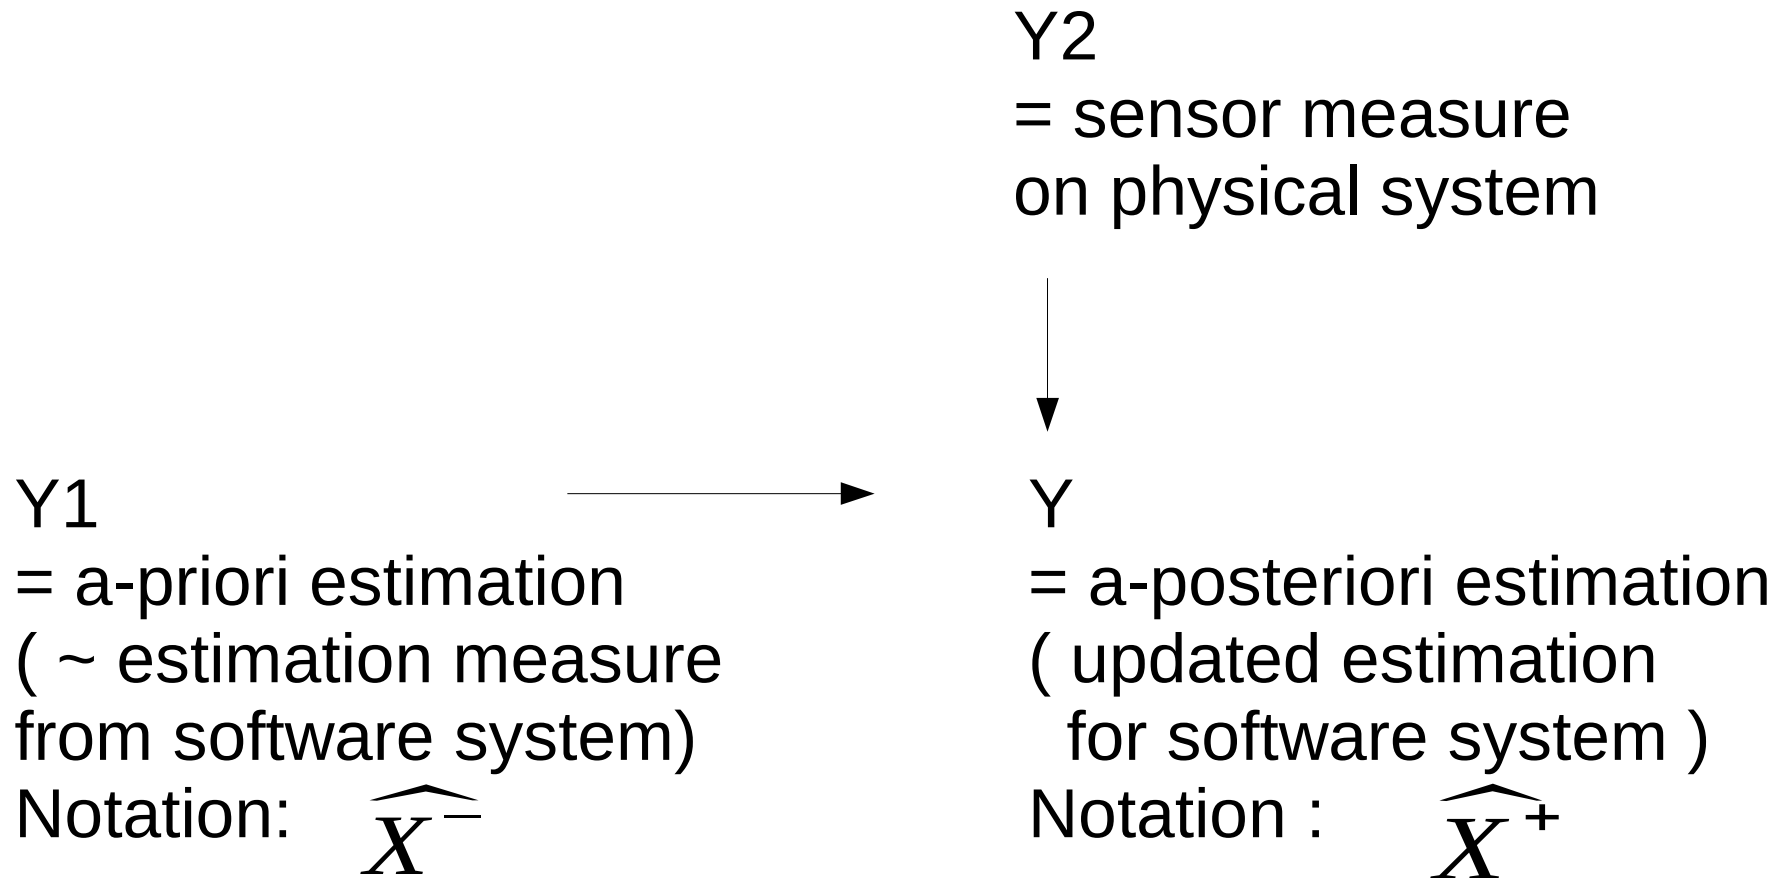 Y2
= sensor measure
on physical system
Y1
= a-priori estimation
( ~ estimation measure
from software system)
Notation: X̂⁻
Y
= a-posteriori estimation
( updated estimation
for software system )
Notation : X̂⁺